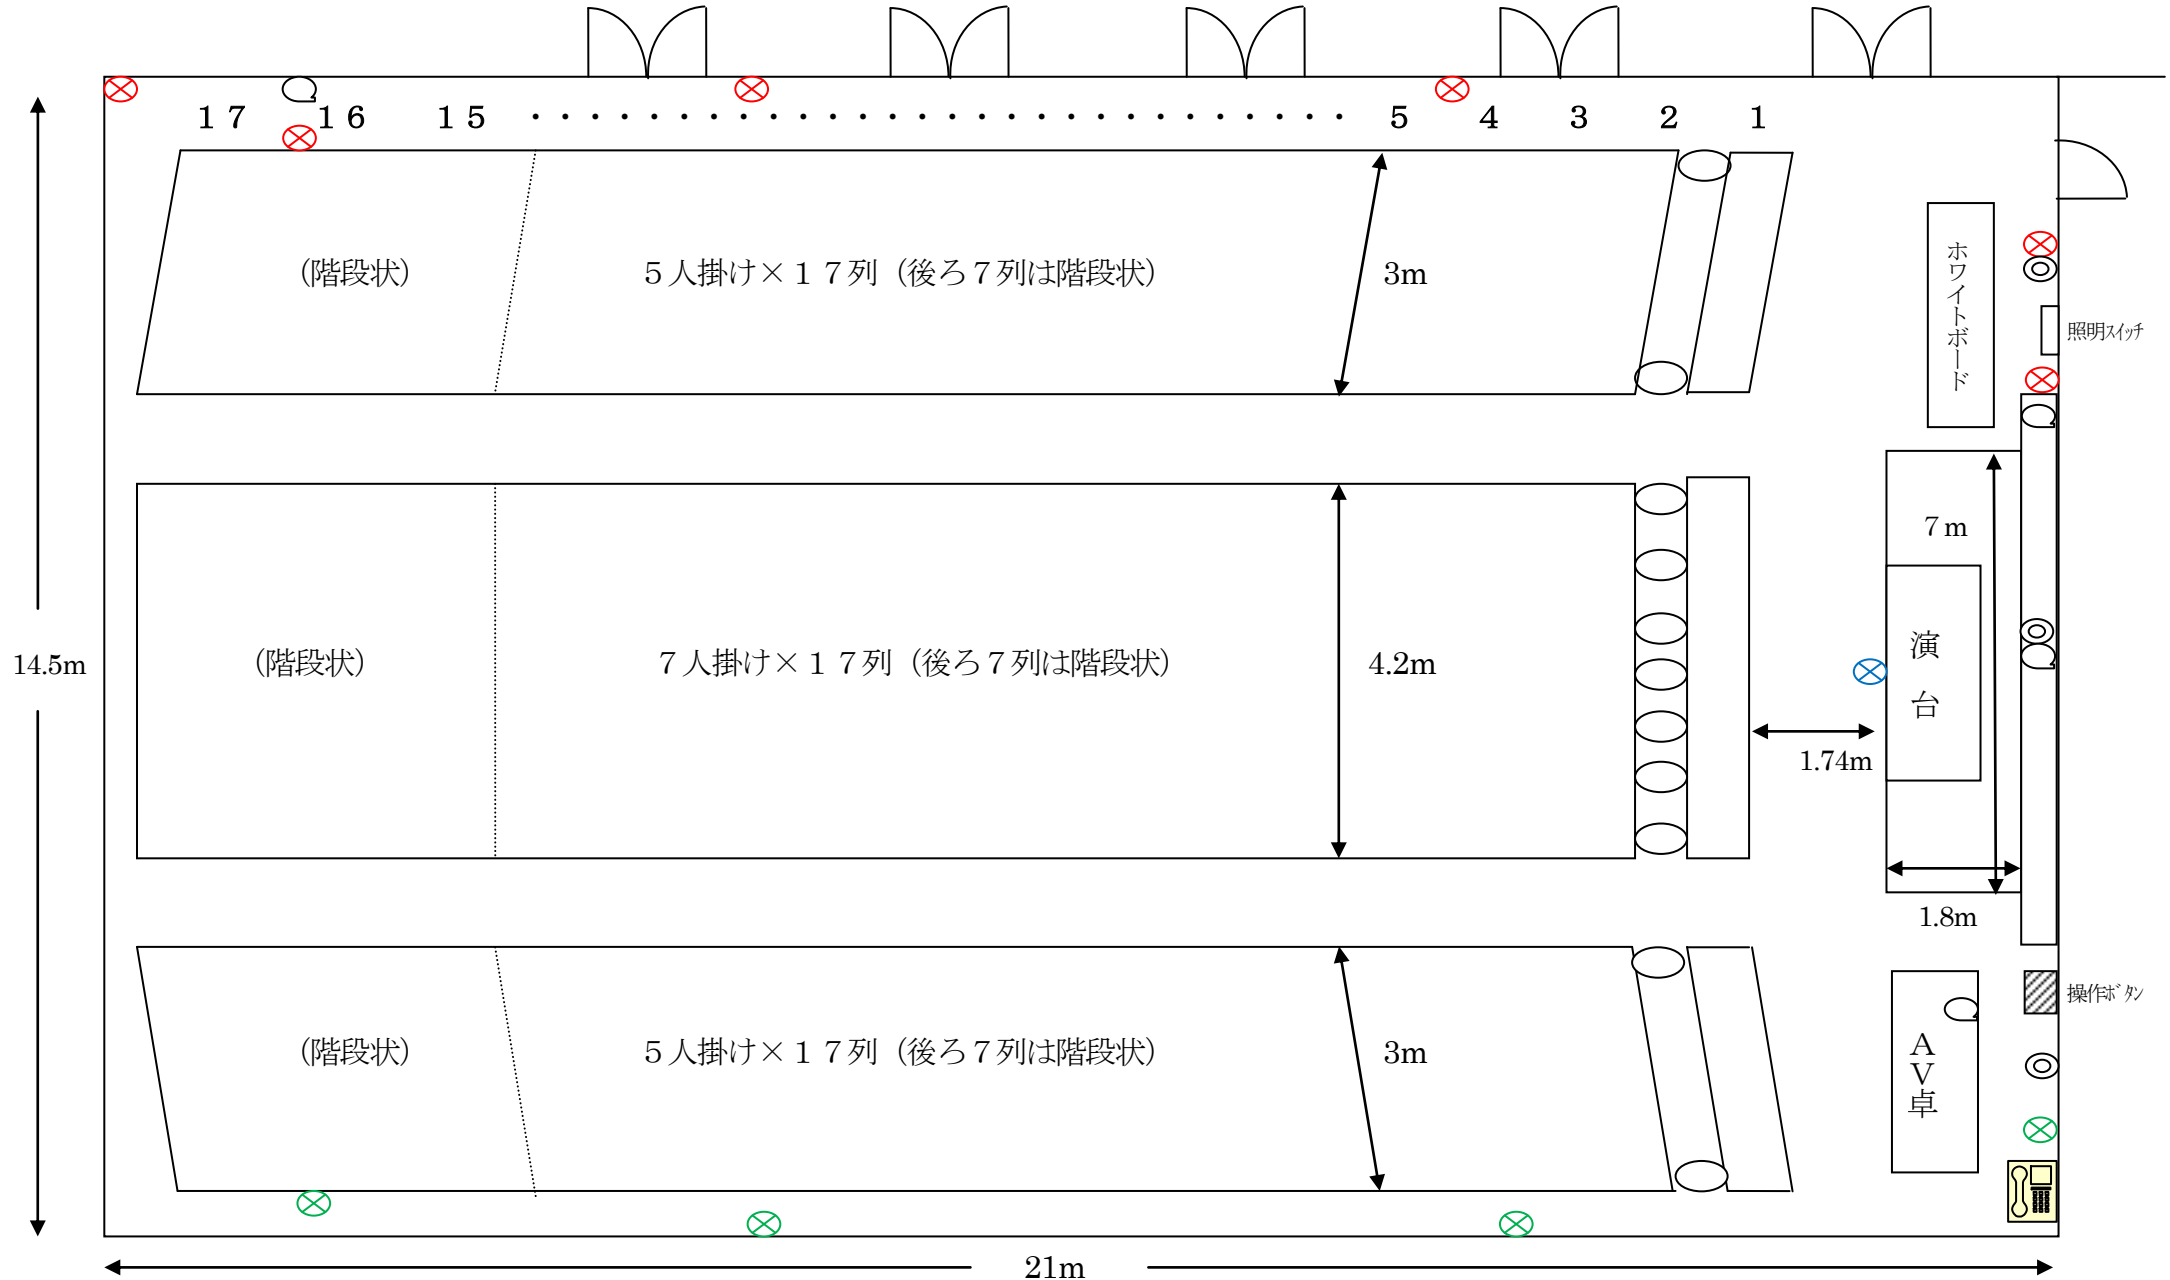 １７　１６　１５・・・・・・・・・・・・・・・・・・・・・・・・・・・・５　４　３　２　１
（階段状）
５人掛け×１７列（後ろ７列は階段状）
3m
ホワイトボード
照明ｽｲｯﾁ
７m
14.5m
（階段状）
７人掛け×１７列（後ろ７列は階段状）
4.2m
演台
1.74m
1.8m
操作ﾎﾞﾀﾝ
（階段状）
５人掛け×１７列（後ろ７列は階段状）
3m
ＡＶ卓
21m